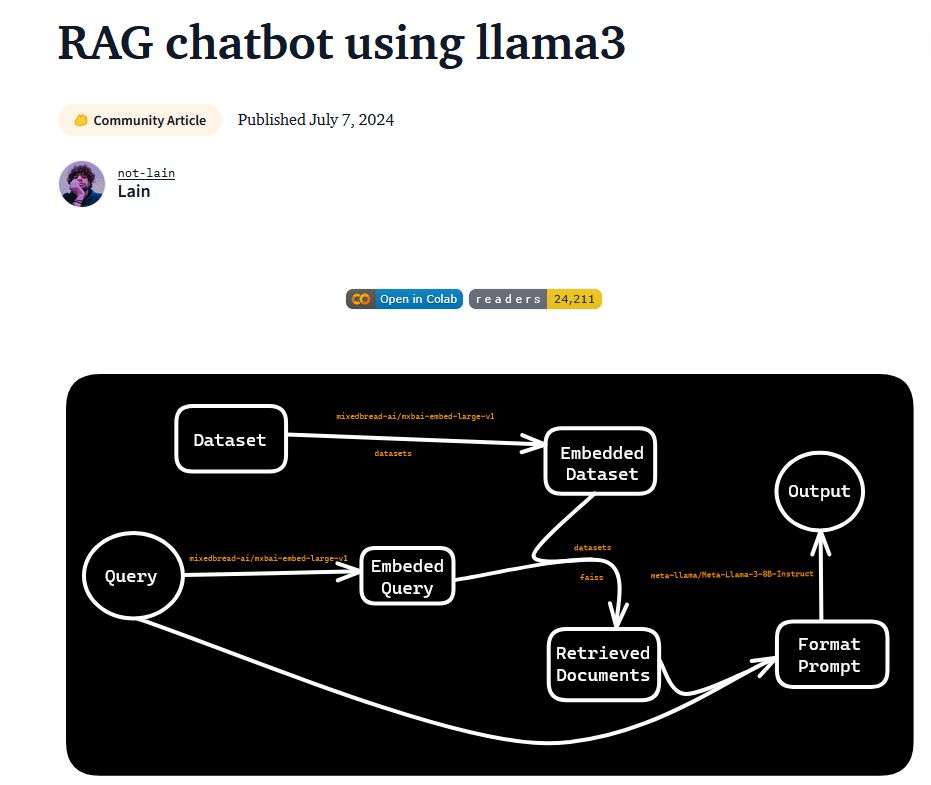 RAG chatbot using llama3
Community Article Published July 7, 2024
not-lain
Lain
Open in Colab readers 24,211
Dataset
mixedbread-ai/mxbai-embed-large-v1
datasets
Embedded
Dataset
Output
Query
mixedbread-ai/mxbai-embed-large-v1
Embeded
Query
datasets
faiss
meta-llama/Meta-Llama-3-8B-Instruct
Retrieved
Documents
Format
Prompt